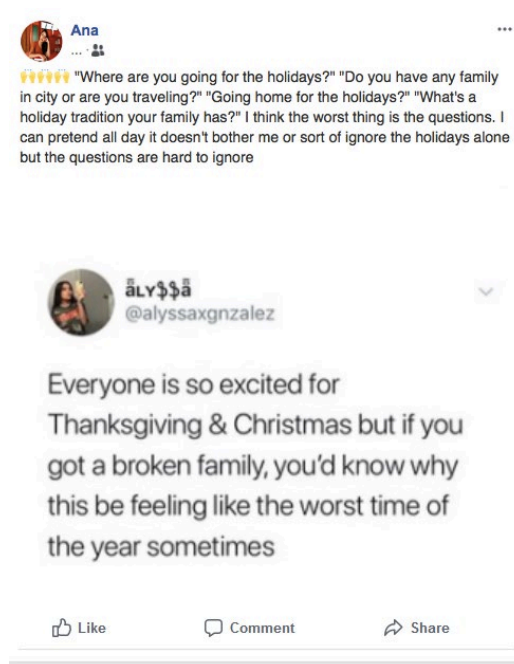 Ana
...
🙌🙌🙌 "Where are you going for the holidays?" "Do you have any family
in city or are you traveling?" "Going home for the holidays?" "What's a
holiday tradition your family has?" I think the worst thing is the questions. I
can pretend all day it doesn't bother me or sort of ignore the holidays alone
but the questions are hard to ignore
åLY$$å
@alyssaxgnzalez
Everyone is so excited for
Thanksgiving & Christmas but if you
got a broken family, you'd know why
this be feeling like the worst time of
the year sometimes
Like Comment Share